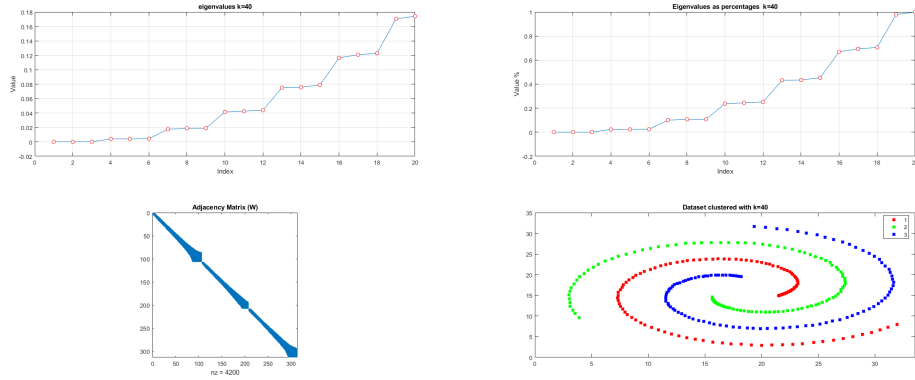 eigenvalues k=40
0.18
0.16
0.14
0.12
0.1
0.08
0.06
0.04
0.02
0
-0.02
Value
0 2 4 6 8 10 12 14 16 18 20
Index
Eigenvalues as percentages k=40
1
0.8
0.6
0.4
0.2
0
-0.2
Value %
0 2 4 6 8 10 12 14 16 18 2
Index
Adjacency Matrix (W)
0
50
100
150
200
250
300
0 50 100 150 200 250 300
nz = 4200
Dataset clustered with k=40
35
30
25
20
15
10
5
0
0 5 10 15 20 25 30
1
2
3